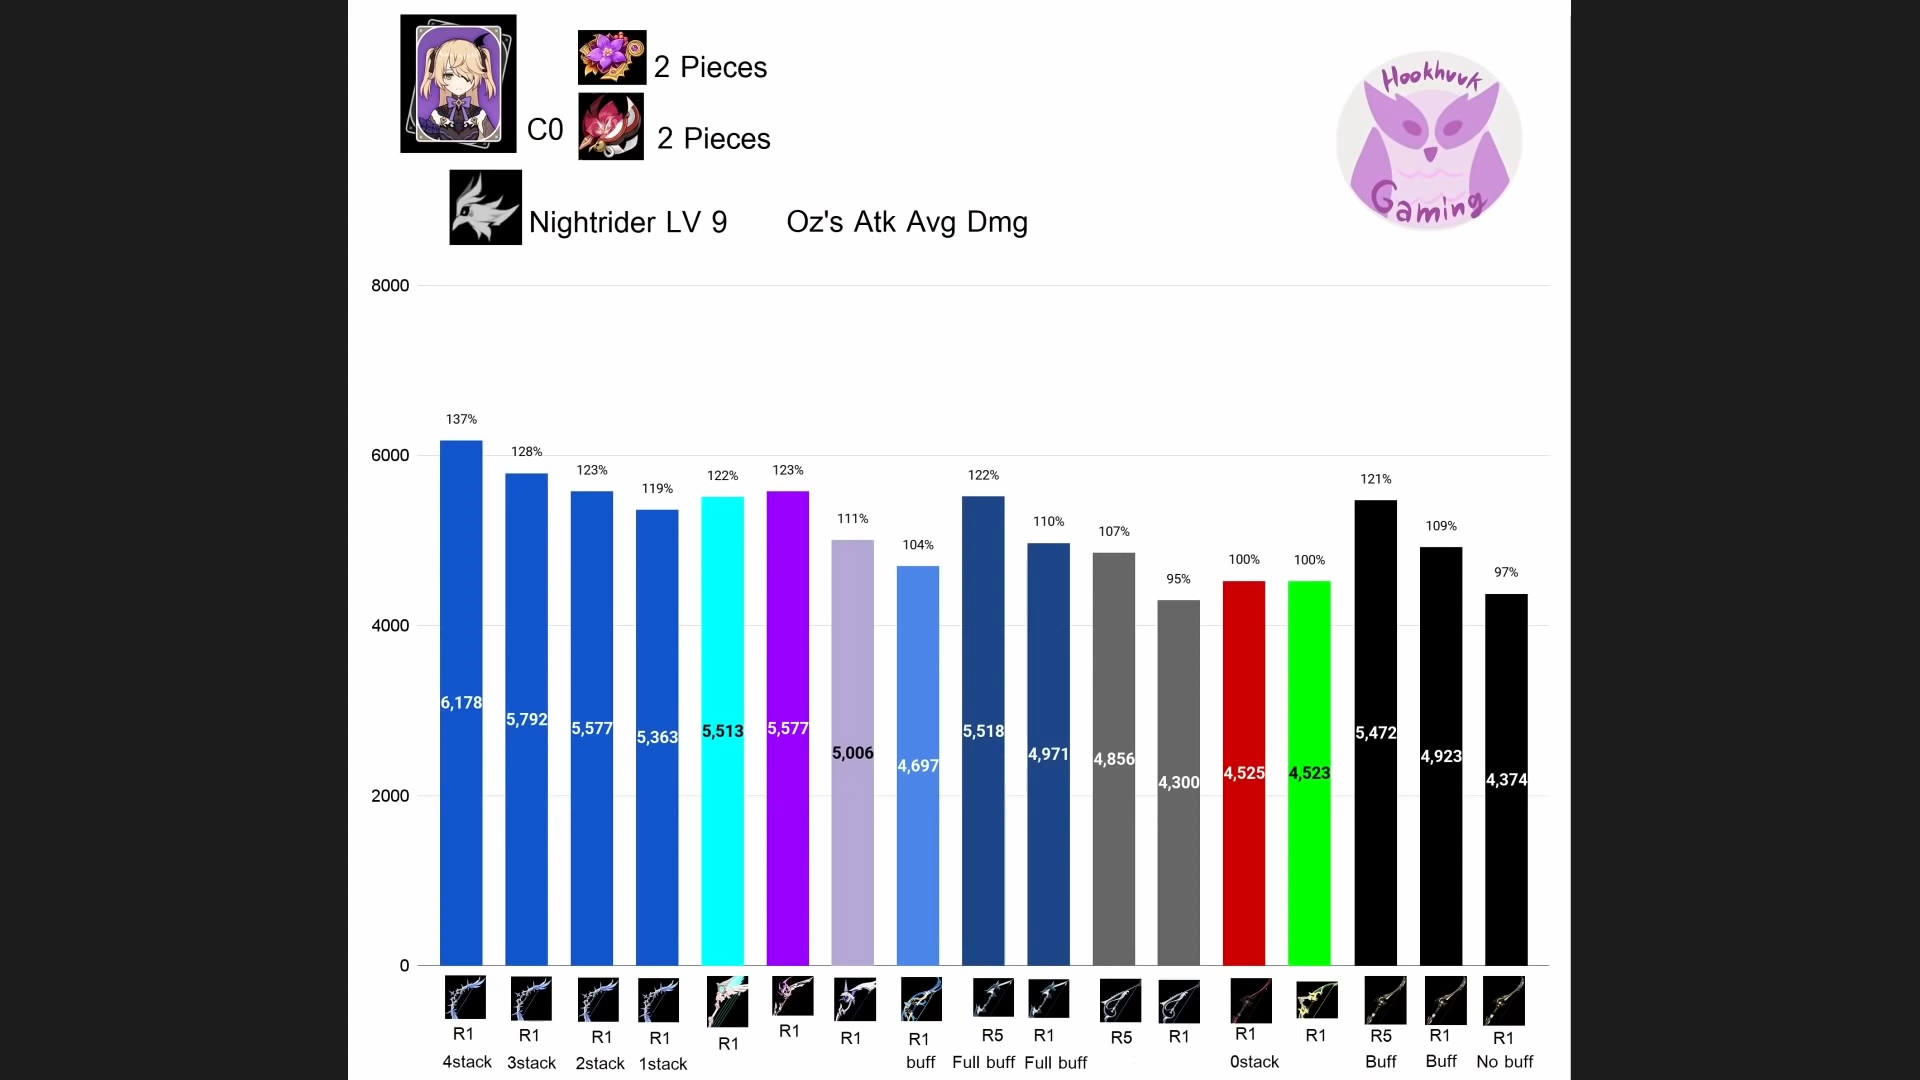 Hookhuuk
Gaming
2 Pieces
C0
2 Pieces
Nightrider LV 9
Oz's Atk Avg Dmg
8000
6000
4000
2000
0
137%
128%
123%
119%
122%
123%
111%
104%
122%
110%
107%
95%
100%
100%
121%
109%
97%
6,178
5,792
5,577
5,363
5,513
5,577
5,006
4,697
5,518
4,971
4,856
4,300
4,525
4,523
5,472
4,923
4,374
R1
4stack
R1
3stack
R1
2stack
R1
1stack
R1
R1
R1
R1
buff
R5
Full buff
R1
Full buff
R5
R1
R1
0stack
R1
R5
Buff
R1
Buff
R1
No buff